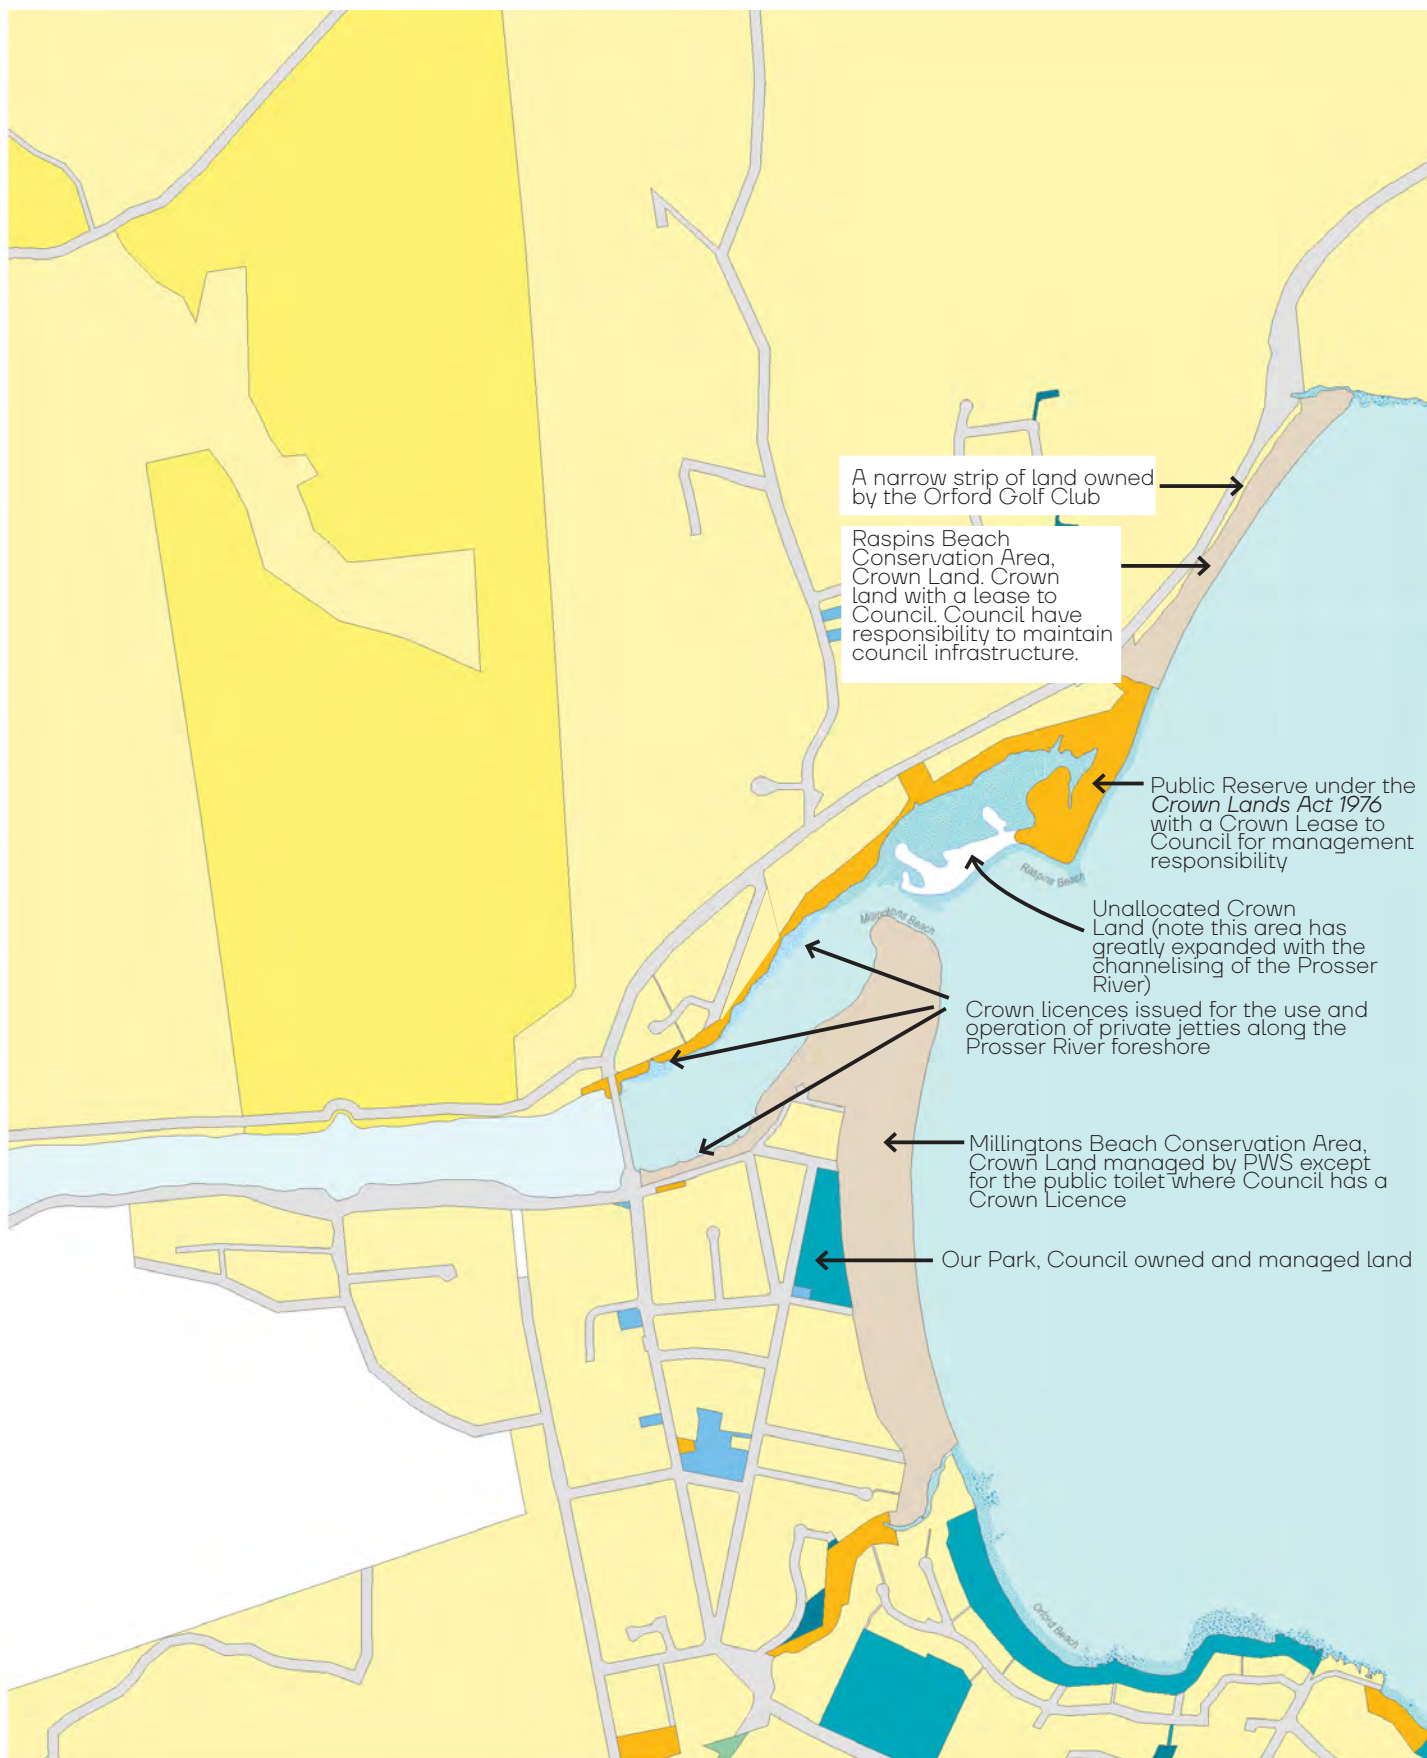 A narrow strip of land owned
by the Orford Golf Club
Raspins Beach
Conservation Area,
Crown Land. Crown
land with a lease to
Council. Council have
responsibility to maintain
council infrastructure.
Public Reserve under the
Crown Lands Act 1976
with a Crown Lease to
Council for management
responsibility
Raspins Beach
Millingtons Beach
Unallocated Crown
Land (note this area has
greatly expanded with the
channelising of the Prosser
River)
Crown licences issued for the use and
operation of private jetties along the
Prosser River foreshore
Millingtons Beach Conservation Area,
Crown Land managed by PWS except
for the public toilet where Council has a
Crown Licence
Our Park, Council owned and managed land
Orford Beach